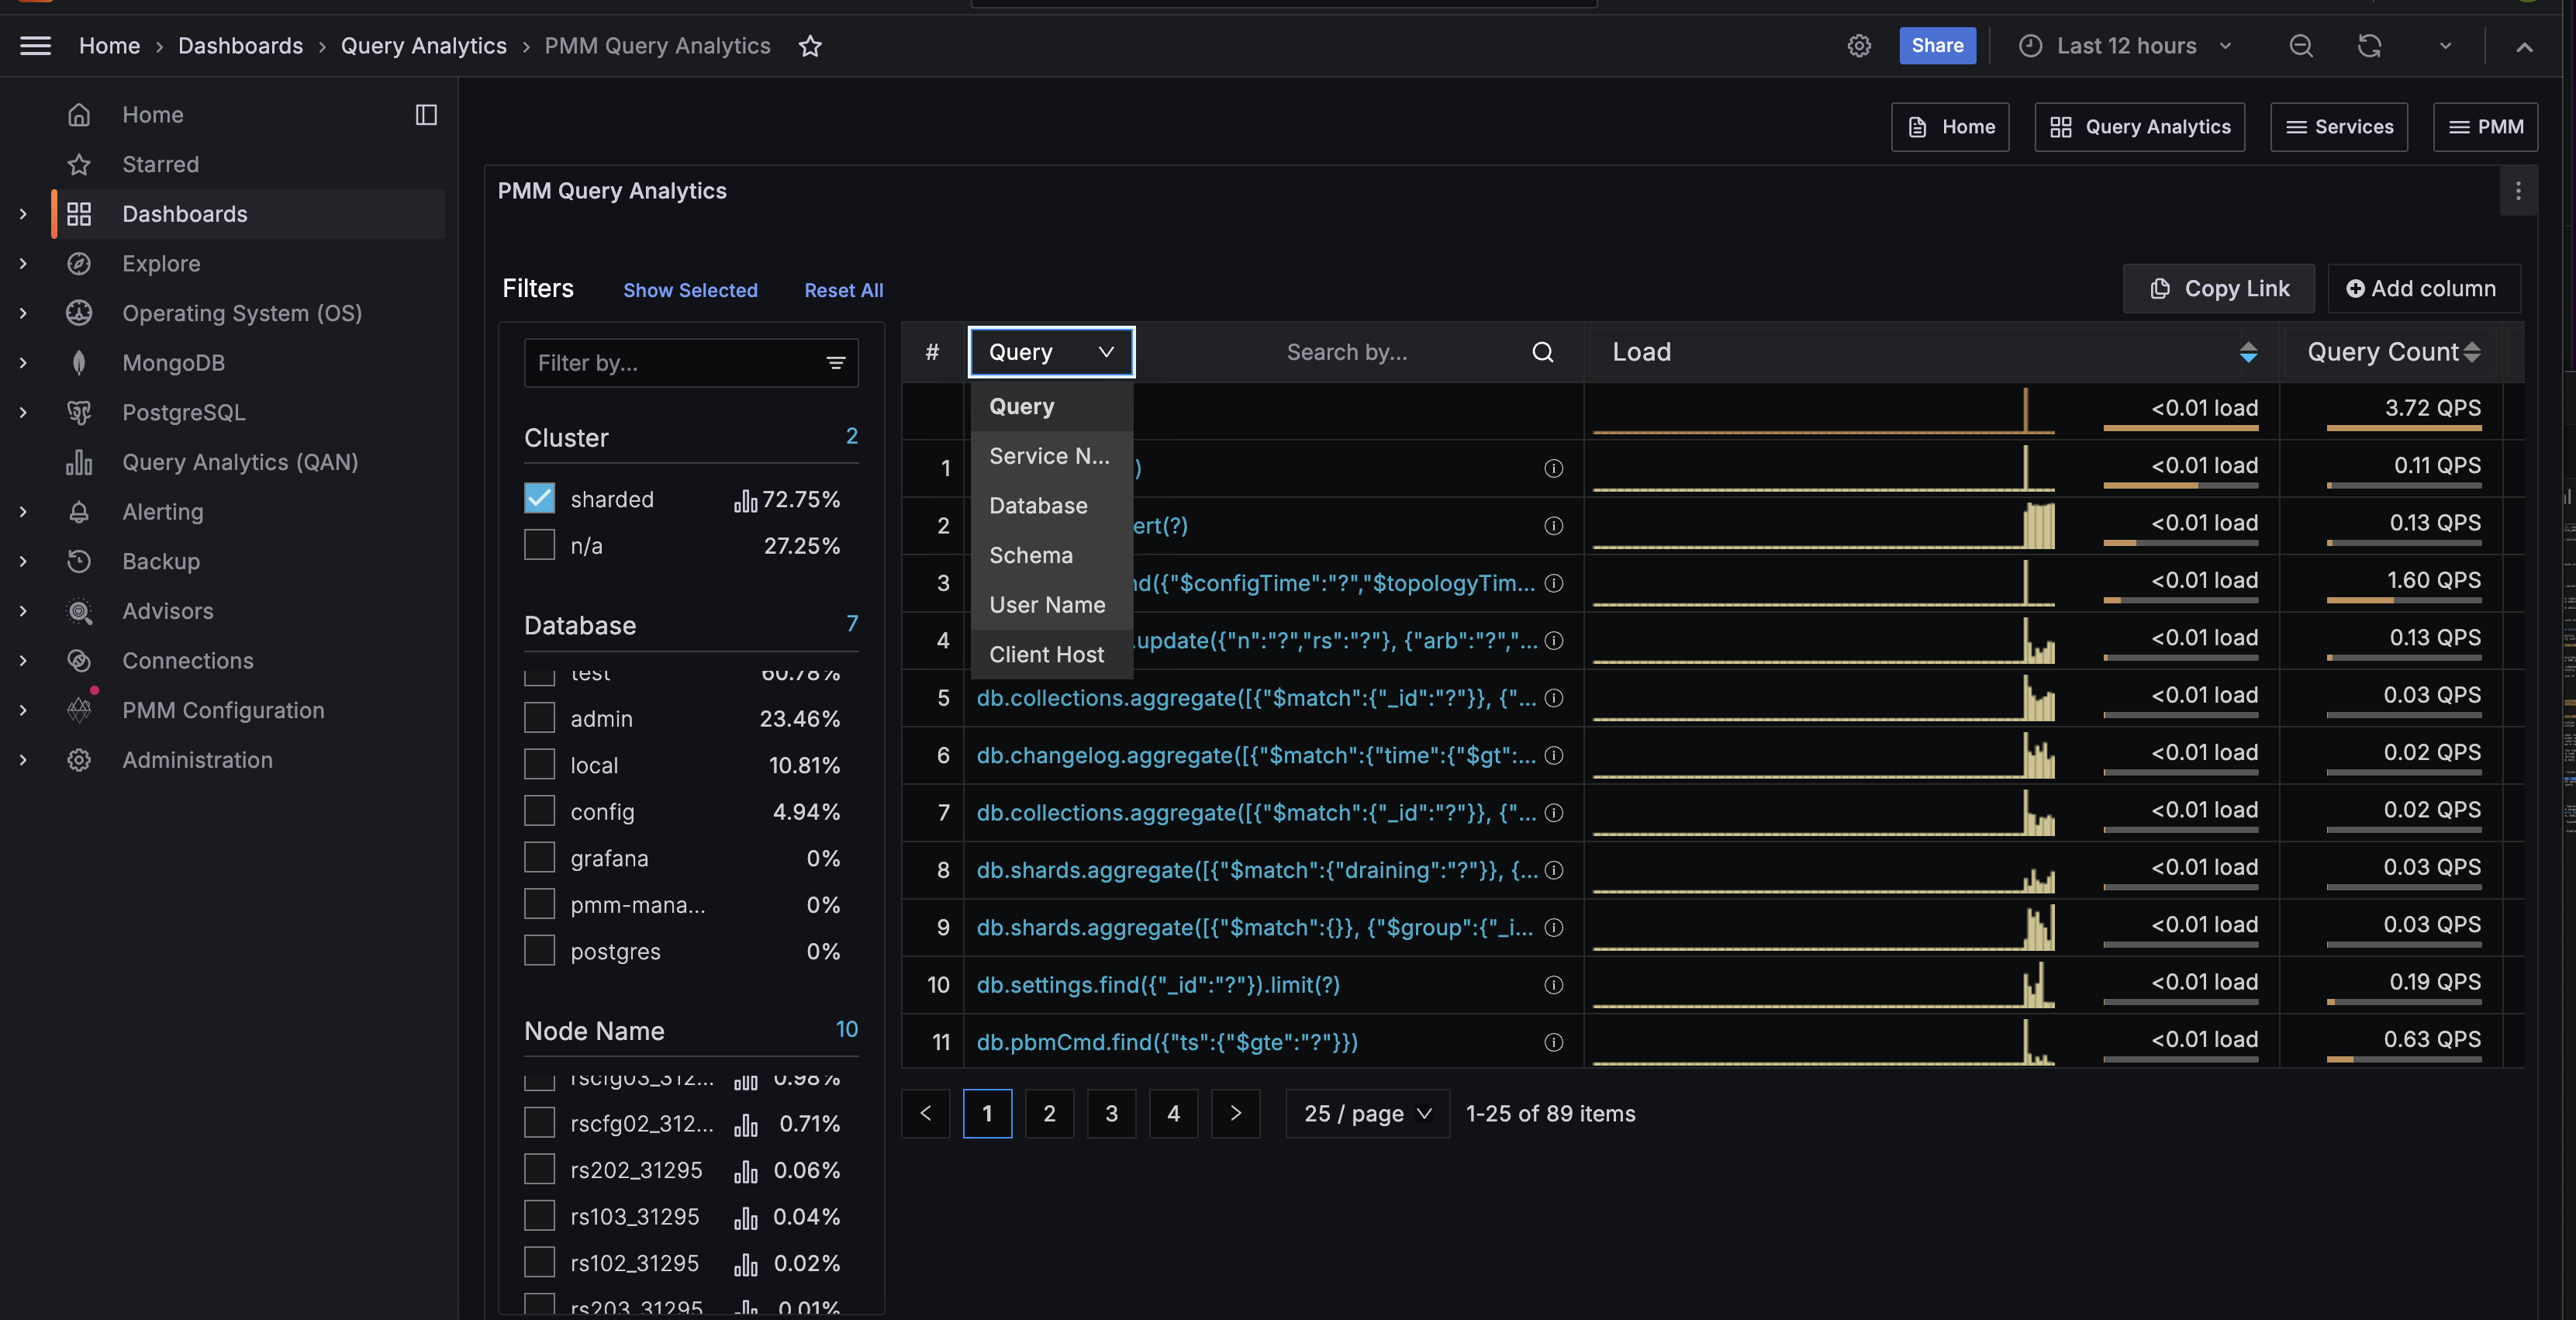 Home › Dashboards › Query Analytics › PMM Query Analytics
Share
Last 12 hours
Home
Starred
Dashboards
Explore
Operating System (OS)
MongoDB
PostgreSQL
Query Analytics (QAN)
Alerting
Backup
Advisors
Connections
PMM Configuration
Administration
Home
Query Analytics
Services
PMM
PMM Query Analytics
Filters Show Selected Reset All
Copy Link
Add column
Filter by...
Cluster 2
sharded 72.75%
n/a 27.25%
Database 7
test 60.78%
admin 23.46%
local 10.81%
config 4.94%
grafana 0%
pmm-mana... 0%
postgres 0%
Node Name 10
rscfg03_312... 0.98%
rscfg02_312... 0.71%
rs202_31295 0.06%
rs103_31295 0.04%
rs102_31295 0.02%
rs203_31295 0.01%
# Query Search by... Load Query Count
Query
Service N...
Database
Schema
User Name
Client Host
<0.01 load 3.72 QPS
1 ) <0.01 load 0.11 QPS
2 ert(?) <0.01 load 0.13 QPS
3 nd({"$configTime":"?","$topologyTim... <0.01 load 1.60 QPS
4 .update({"n":"?","rs":"?"}, {"arb":"?","... <0.01 load 0.13 QPS
5 db.collections.aggregate([{"$match":{"_id":"?"}}, {"... <0.01 load 0.03 QPS
6 db.changelog.aggregate([{"$match":{"time":{"$gt":... <0.01 load 0.02 QPS
7 db.collections.aggregate([{"$match":{"_id":"?"}}, {"... <0.01 load 0.02 QPS
8 db.shards.aggregate([{"$match":{"draining":"?"}}, {... <0.01 load 0.03 QPS
9 db.shards.aggregate([{"$match":{}}, {"$group":{"_i... <0.01 load 0.03 QPS
10 db.settings.find({"_id":"?"}).limit(?) <0.01 load 0.19 QPS
11 db.pbmCmd.find({"ts":{"$gte":"?"}}) <0.01 load 0.63 QPS
1 2 3 4
25 / page
1-25 of 89 items